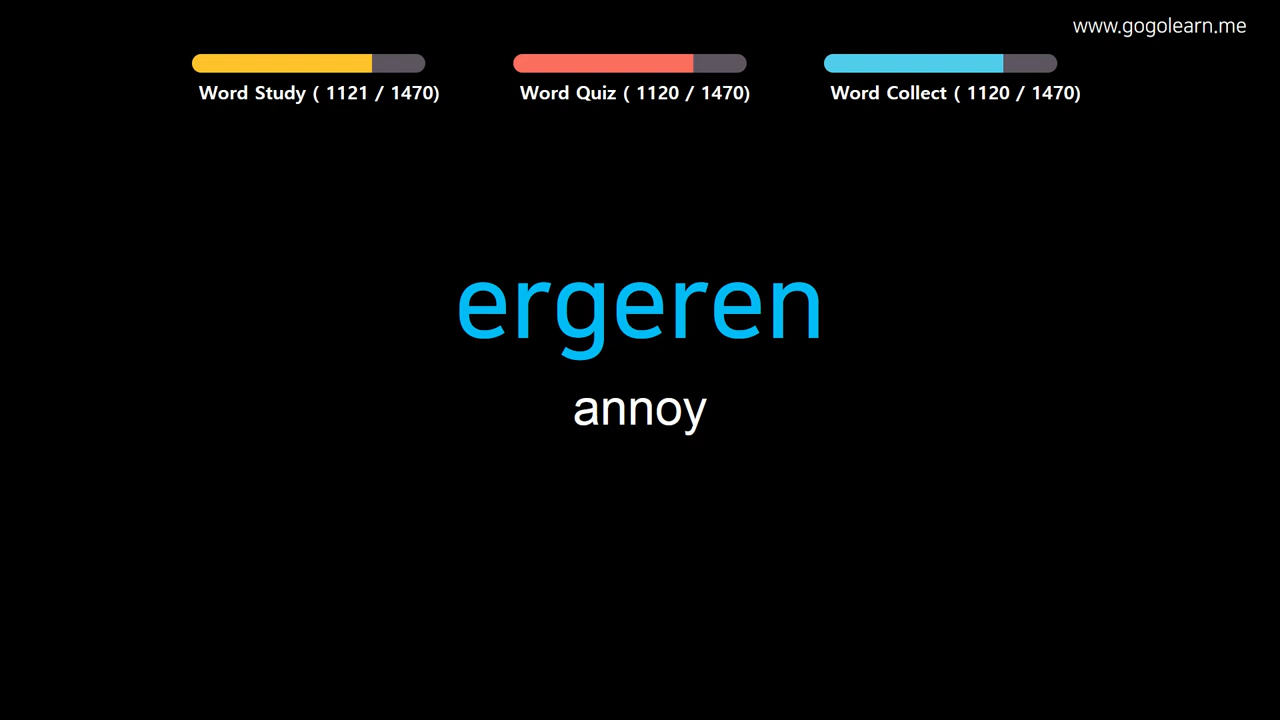 www.gogolearn.me
Word Study ( 1121 / 1470)
Word Quiz ( 1120 / 1470)
Word Collect ( 1120 / 1470)
ergeren
annoy